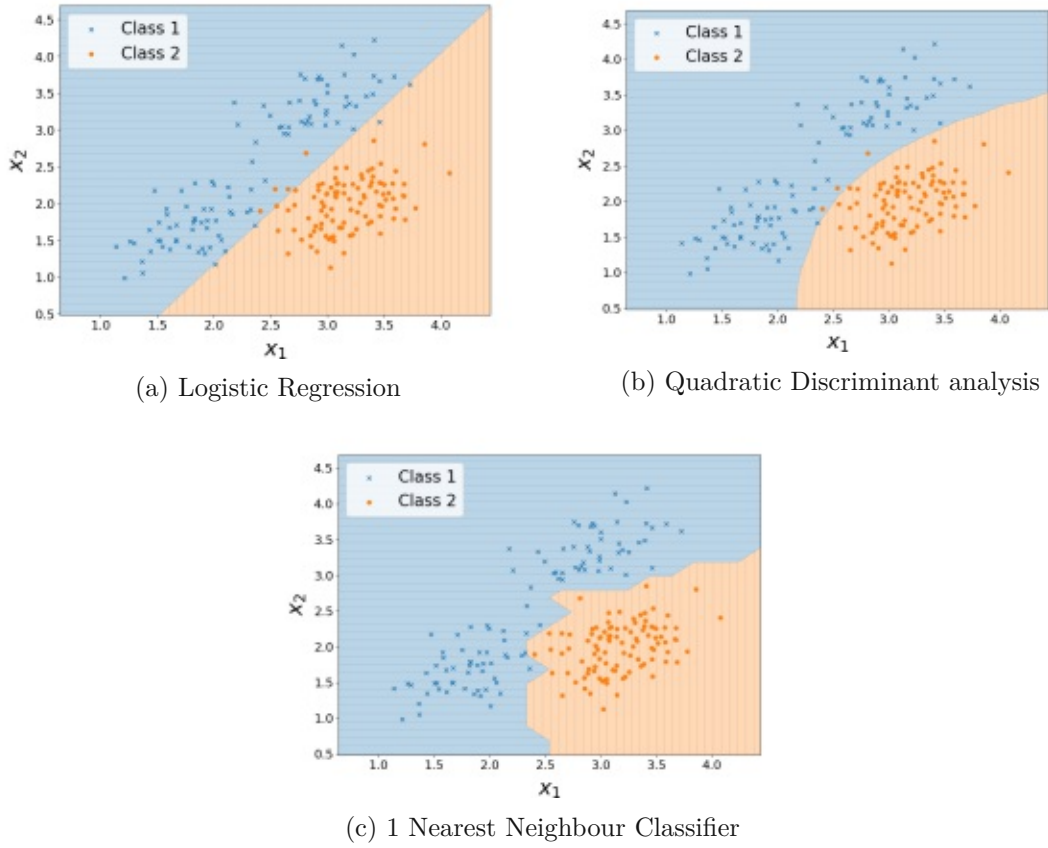 4.5
4.0
3.5
3.0
2.5
2.0
1.5
1.0
0.5
x2
Class 1
Class 2
1.0 1.5 2.0 2.5 3.0 3.5 4.0
x1
(a) Logistic Regression
4.5
4.0
3.5
3.0
2.5
2.0
1.5
1.0
0.5
x2
Class 1
Class 2
1.0 1.5 2.0 2.5 3.0 3.5 4.0
x1
(b) Quadratic Discriminant analysis
4.5
4.0
3.5
3.0
2.5
2.0
1.5
1.0
0.5
x2
Class 1
Class 2
1.0 1.5 2.0 2.5 3.0 3.5 4.0
x1
(c) 1 Nearest Neighbour Classifier